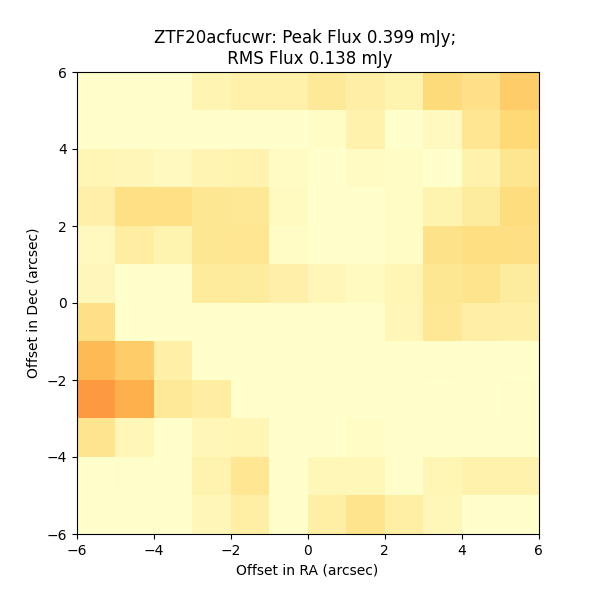 ZTF20acfucwr: Peak Flux 0.399 mJy;
RMS Flux 0.138 mJy
6
4
2
0
−2
−4
−6
Offset in Dec (arcsec)
−6 −4 −2 0 2 4 6
Offset in RA (arcsec)